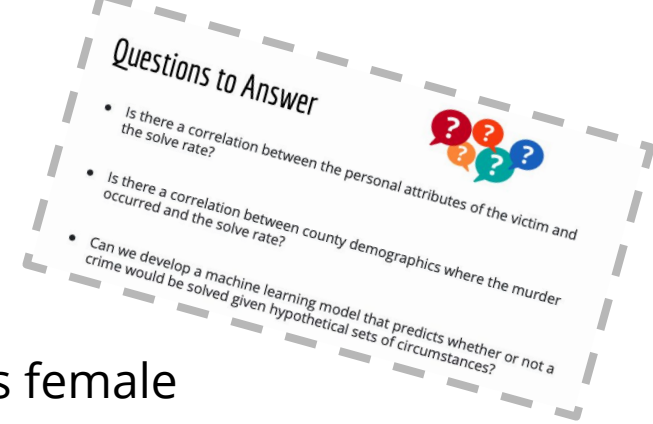 Questions to Answer
? ? ? ? ?
• Is there a correlation between the personal attributes of the victim and
the solve rate?
• Is there a correlation between county demographics where the murder
occurred and the solve rate?
• Can we develop a machine learning model that predicts whether or not a
crime would be solved given hypothetical sets of circumstances?
s female